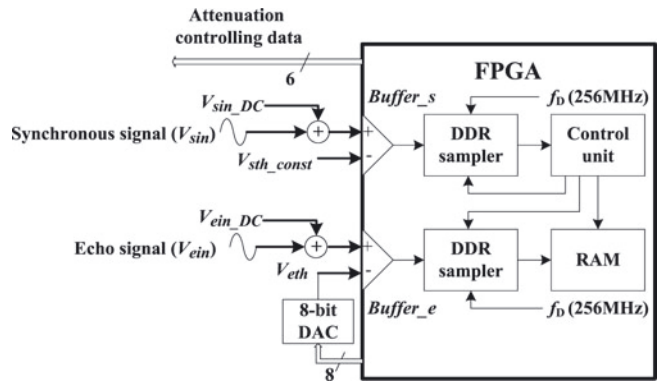 Attenuation
controlling data
6
FPGA
V_sin_DC
Buffer_s
f_D (256MHz)
Synchronous signal (V_sin)
+
+
-
V_sth_const
DDR
sampler
Control
unit
V_ein_DC
Echo signal (V_ein)
+
+
-
V_eth
DDR
sampler
RAM
8-bit
DAC
Buffer_e
f_D (256MHz)
8